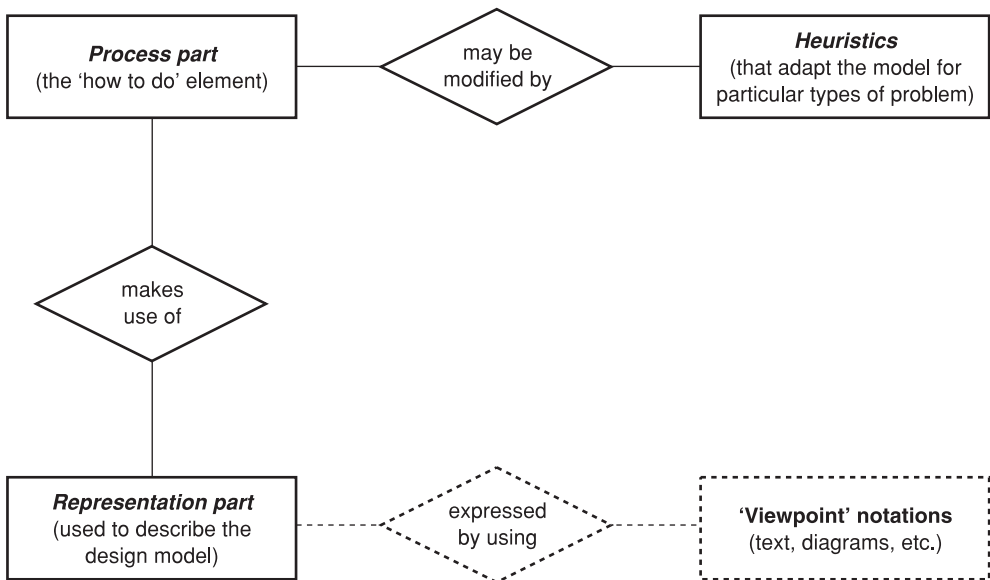 Process part
(the ‘how to do’ element)
may be
modified by
Heuristics
(that adapt the model for
particular types of problem)
makes
use of
Representation part
(used to describe the
design model)
expressed
by using
‘Viewpoint’ notations
(text, diagrams, etc.)